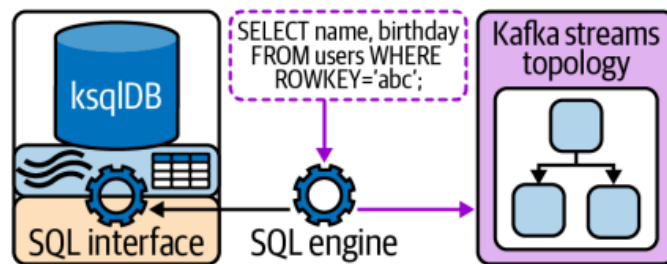 ksqlDB
SQL interface
SELECT name, birthday
FROM users WHERE
ROWKEY='abc';
SQL engine
Kafka streams
topology